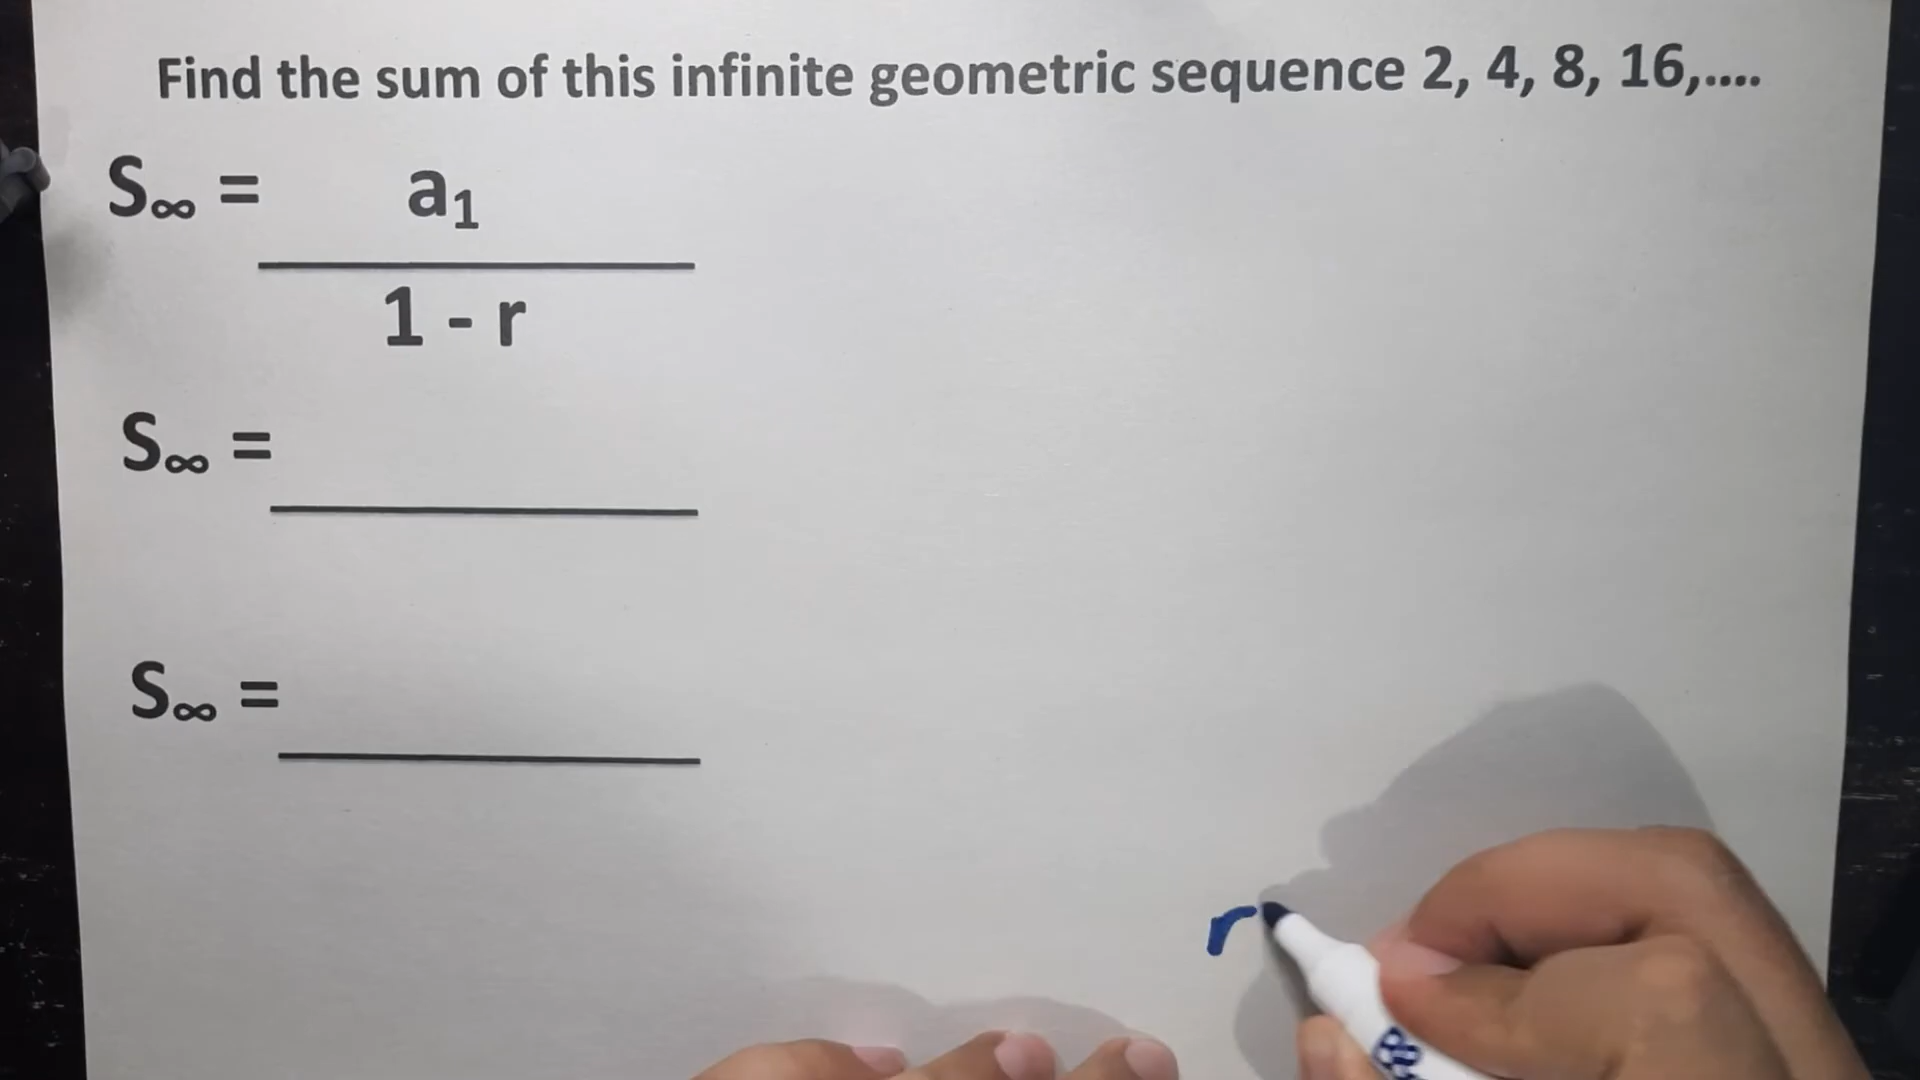 Find the sum of this infinite geometric sequence 2, 4, 8, 16,....
S∞ = a₁
1 - r
S∞ =
S∞ =
r